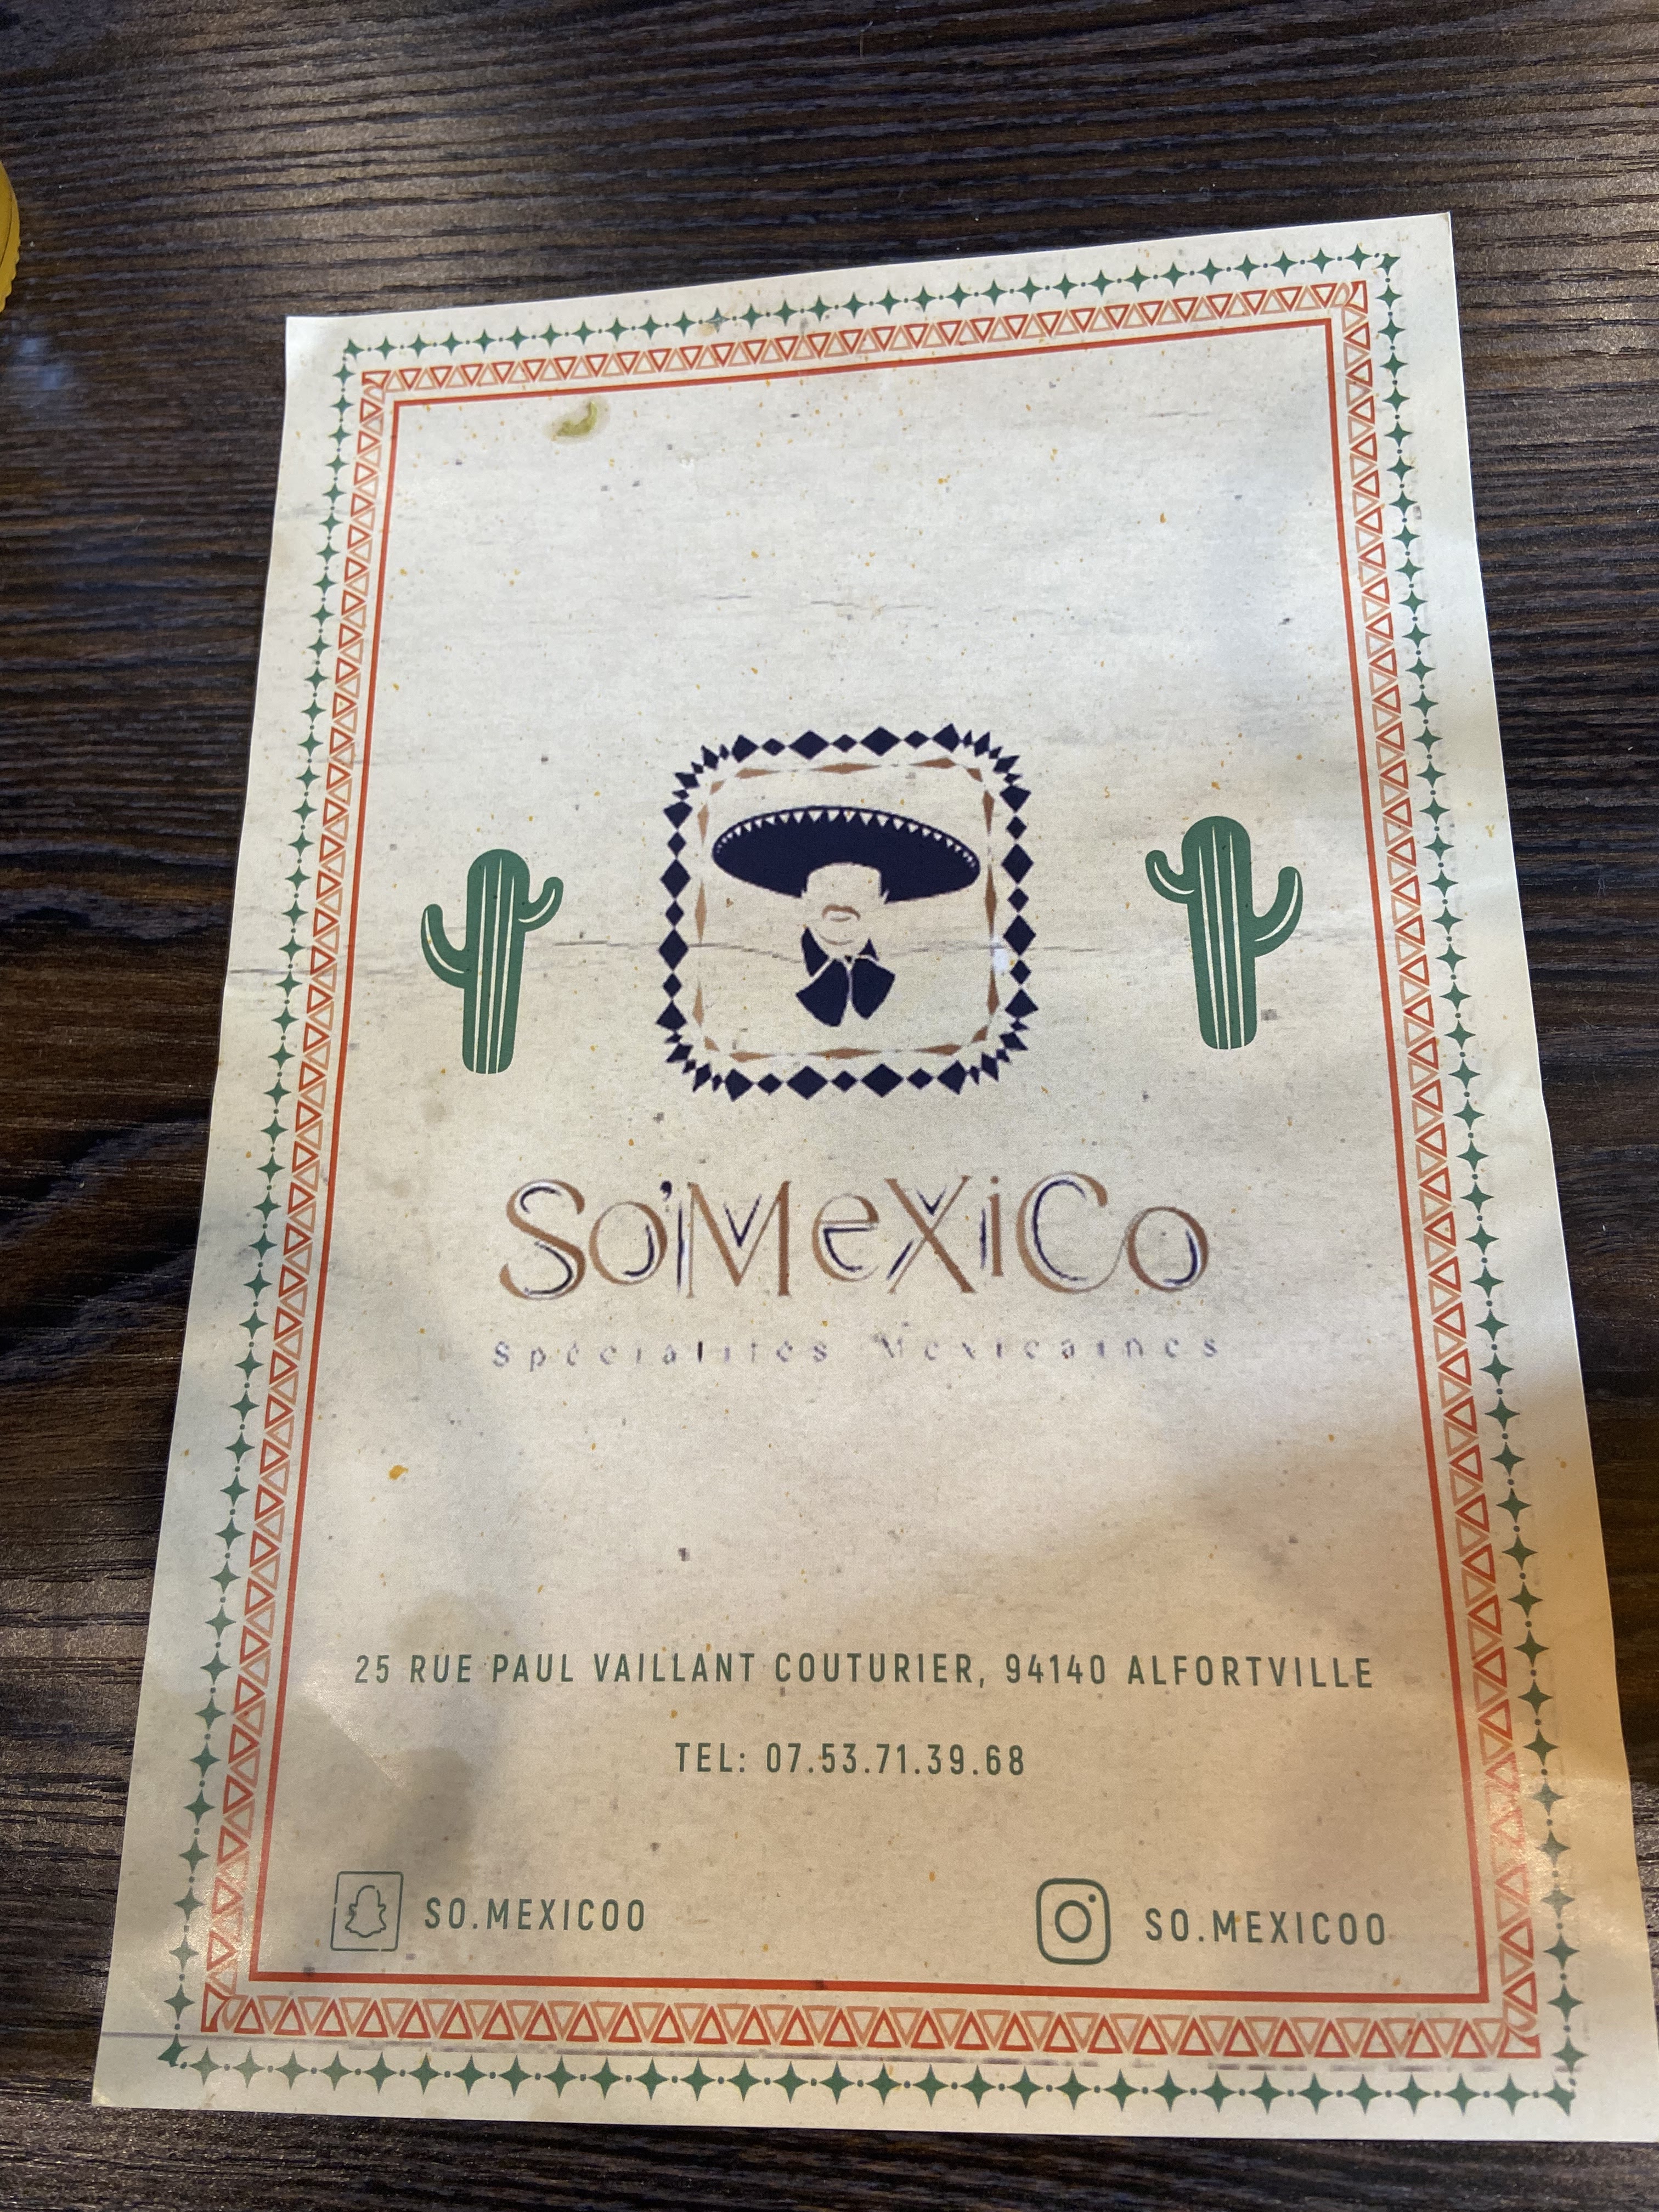 So'MeXiCo
Spécialités Mexicaines
25 RUE PAUL VAILLANT COUTURIER, 94140 ALFORTVILLE
TEL: 07.53.71.39.68
SO.MEXICOO
SO.MEXICOO